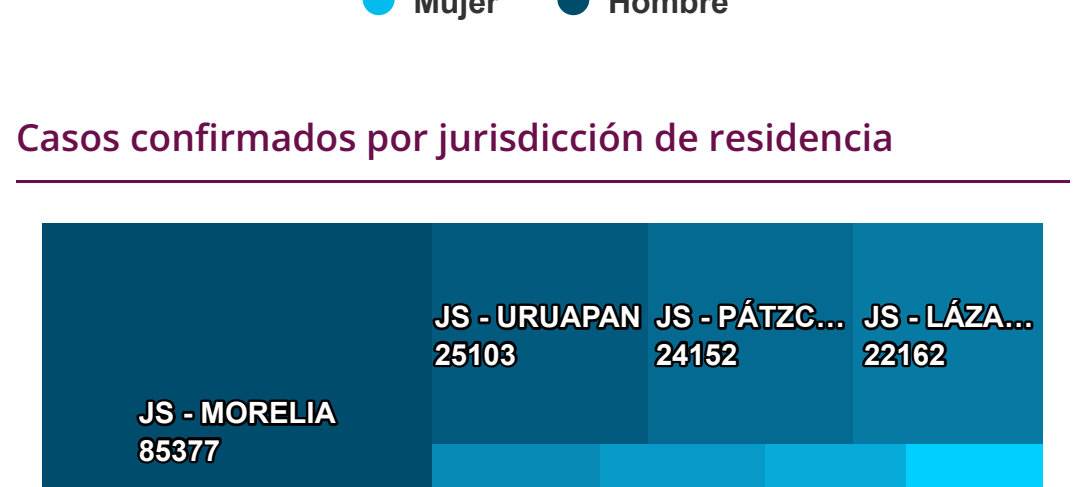 Mujer Hombre
Casos confirmados por jurisdicción de residencia
JS - URUAPAN
25103
JS - PÁTZC...
24152
JS - LÁZA...
22162
JS - MORELIA
85377